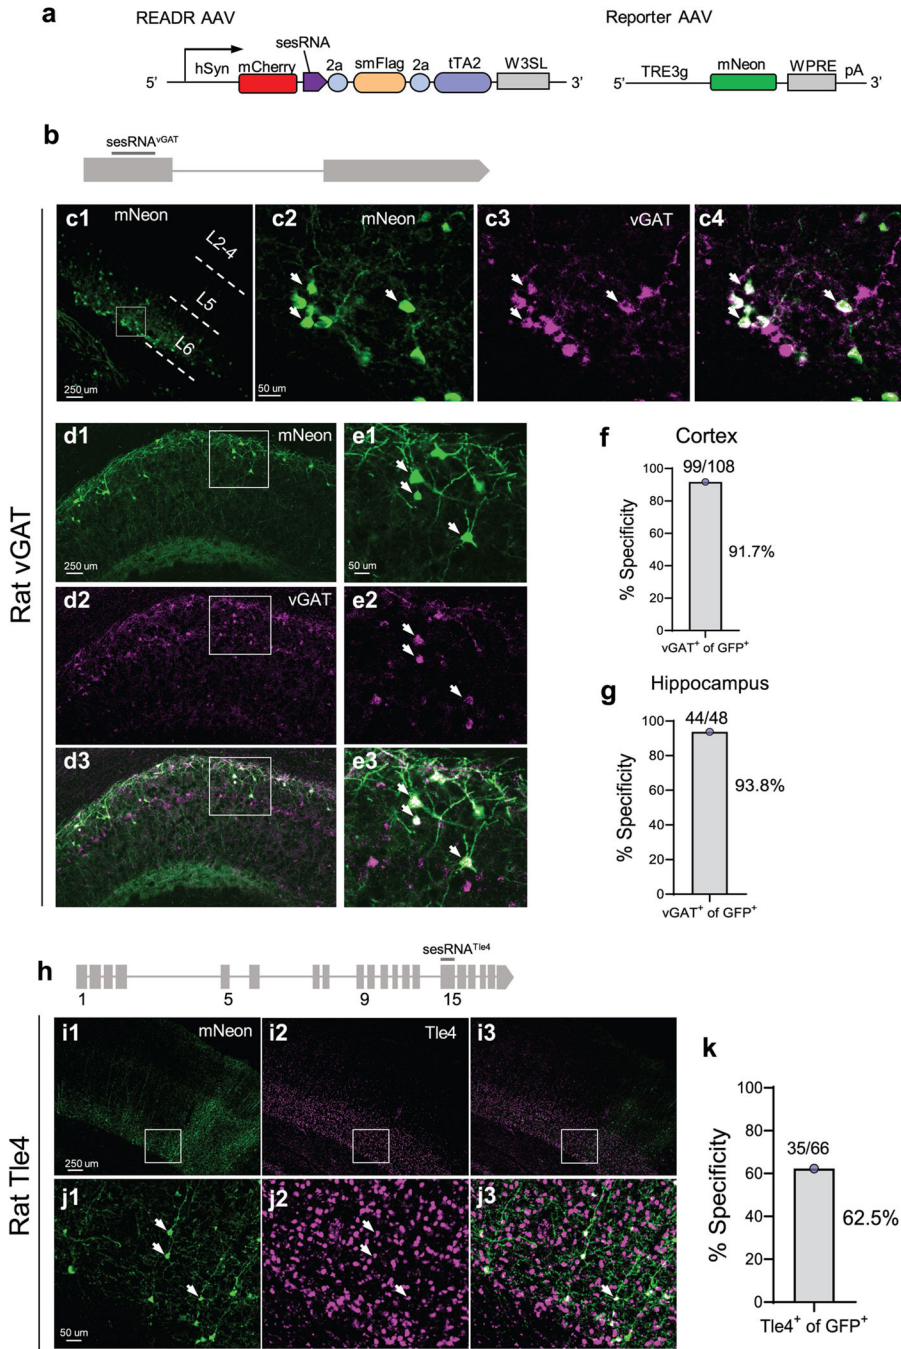 a
READR AAV
Reporter AAV
sesRNA
5' hSyn mCherry 2a smFlag 2a tTA2 W3SL 3'
5' TRE3g mNeon WPRE pA 3'
b
sesRNAvGAT
Rat vGAT
c1 mNeon
L2-4
L5
L6
250 um
c2 mNeon
50 um
c3 vGAT
c4
d1 mNeon
250 um
e1
50 um
d2 vGAT
e2
d3
e3
f
Cortex
99/108
100
80
60
40
20
0
% Specificity
91.7%
vGAT+ of GFP+
g
Hippocampus
44/48
100
80
60
40
20
0
% Specificity
93.8%
vGAT+ of GFP+
h
sesRNATle4
1 5 9 15
Rat Tle4
i1 mNeon
250 um
i2 Tle4
i3
j1
50 um
j2
j3
k
100
80
60
40
20
0
% Specificity
35/66
62.5%
Tle4+ of GFP+